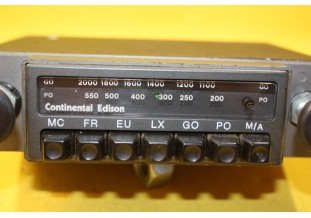 GO 2000 1800 1600 1400 1200 1100 GO
PO 550 500 400 300 250 200 PO
Continental Edison
MC FR EU LX GO PO M/A